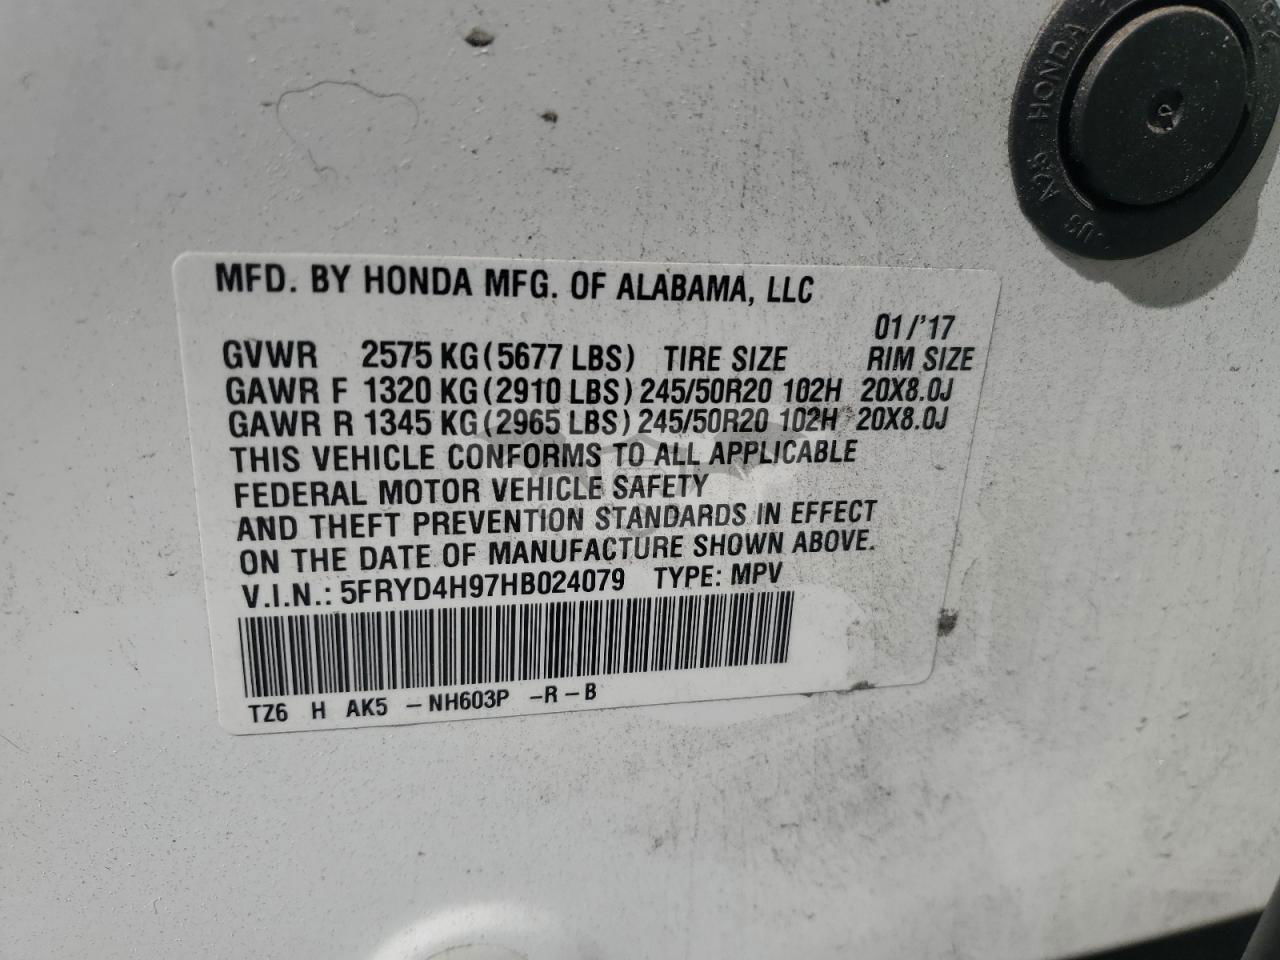 US A26 HONDA
MFD. BY HONDA MFG. OF ALABAMA, LLC
01/'17
GVWR 2575 KG (5677 LBS) TIRE SIZE RIM SIZE
GAWR F 1320 KG (2910 LBS) 245/50R20 102H 20X8.0J
GAWR R 1345 KG (2965 LBS) 245/50R20 102H 20X8.0J
THIS VEHICLE CONFORMS TO ALL APPLICABLE
FEDERAL MOTOR VEHICLE SAFETY
AND THEFT PREVENTION STANDARDS IN EFFECT
ON THE DATE OF MANUFACTURE SHOWN ABOVE.
V.I.N.: 5FRYD4H97HB024079 TYPE: MPV
TZ6 H AK5 -NH603P -R-B